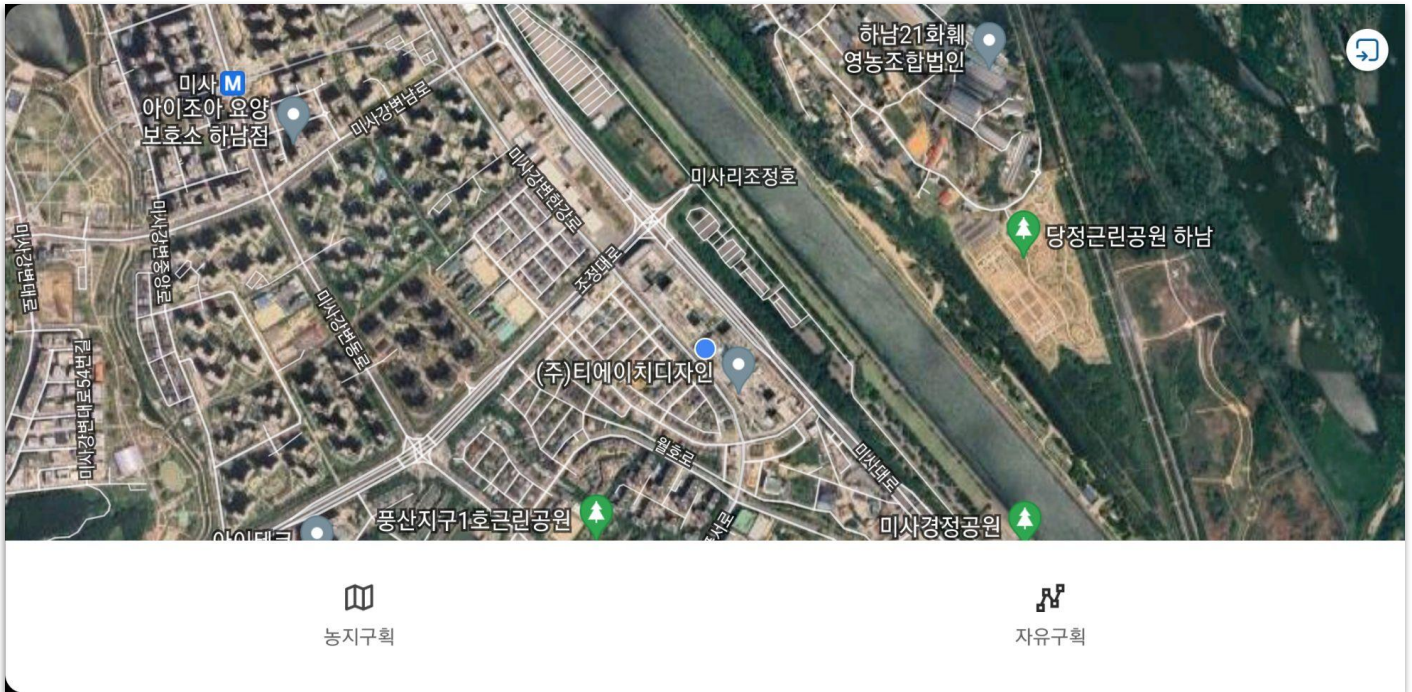 하남21화훼
영농조합법인
미사 M
아이조아 요양
보호소 하남점
미사강변남로
미사강변한강로
미사리조정호
미사강변대로
미사강변중앙로
당정근린공원 하남
조정대로
미사강변동로
(주)티에이치디자인
미사강변대로54번길
월호로
미사대로
풍산지구1호근린공원
미사경정공원
아이테크
농지구획
자유구획